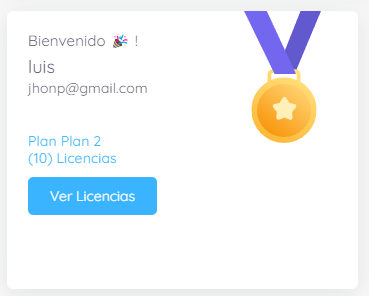 Bienvenido 🎉 !
luis
jhonp@gmail.com
Plan Plan 2
(10) Licencias
Ver Licencias